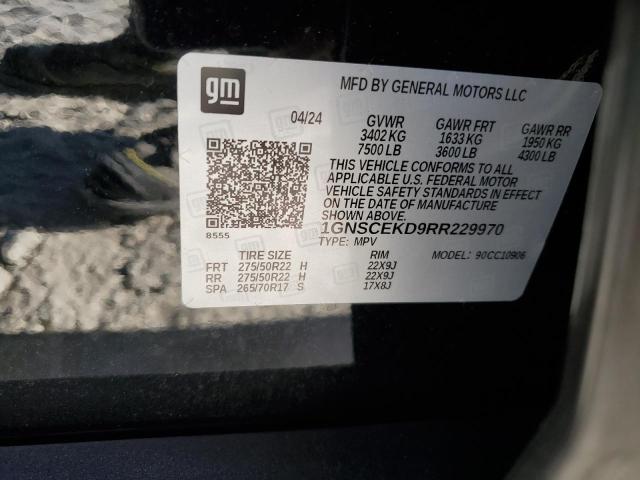 gm
MFD BY GENERAL MOTORS LLC
04/24 GVWR GAWR FRT GAWR RR
3402 KG 1633 KG 1950 KG
7500 LB 3600 LB 4300 LB
THIS VEHICLE CONFORMS TO ALL
APPLICABLE U.S. FEDERAL MOTOR
VEHICLE SAFETY STANDARDS IN EFFECT
ON THE DATE OF MANUFACTURE
SHOWN ABOVE.
8555
1GNSCEKD9RR229970
TYPE: MPV MODEL: 90CC10906
TIRE SIZE RIM
FRT 275/50R22 H 22X9J
RR 275/50R22 H 22X9J
SPA 265/70R17 S 17X8J